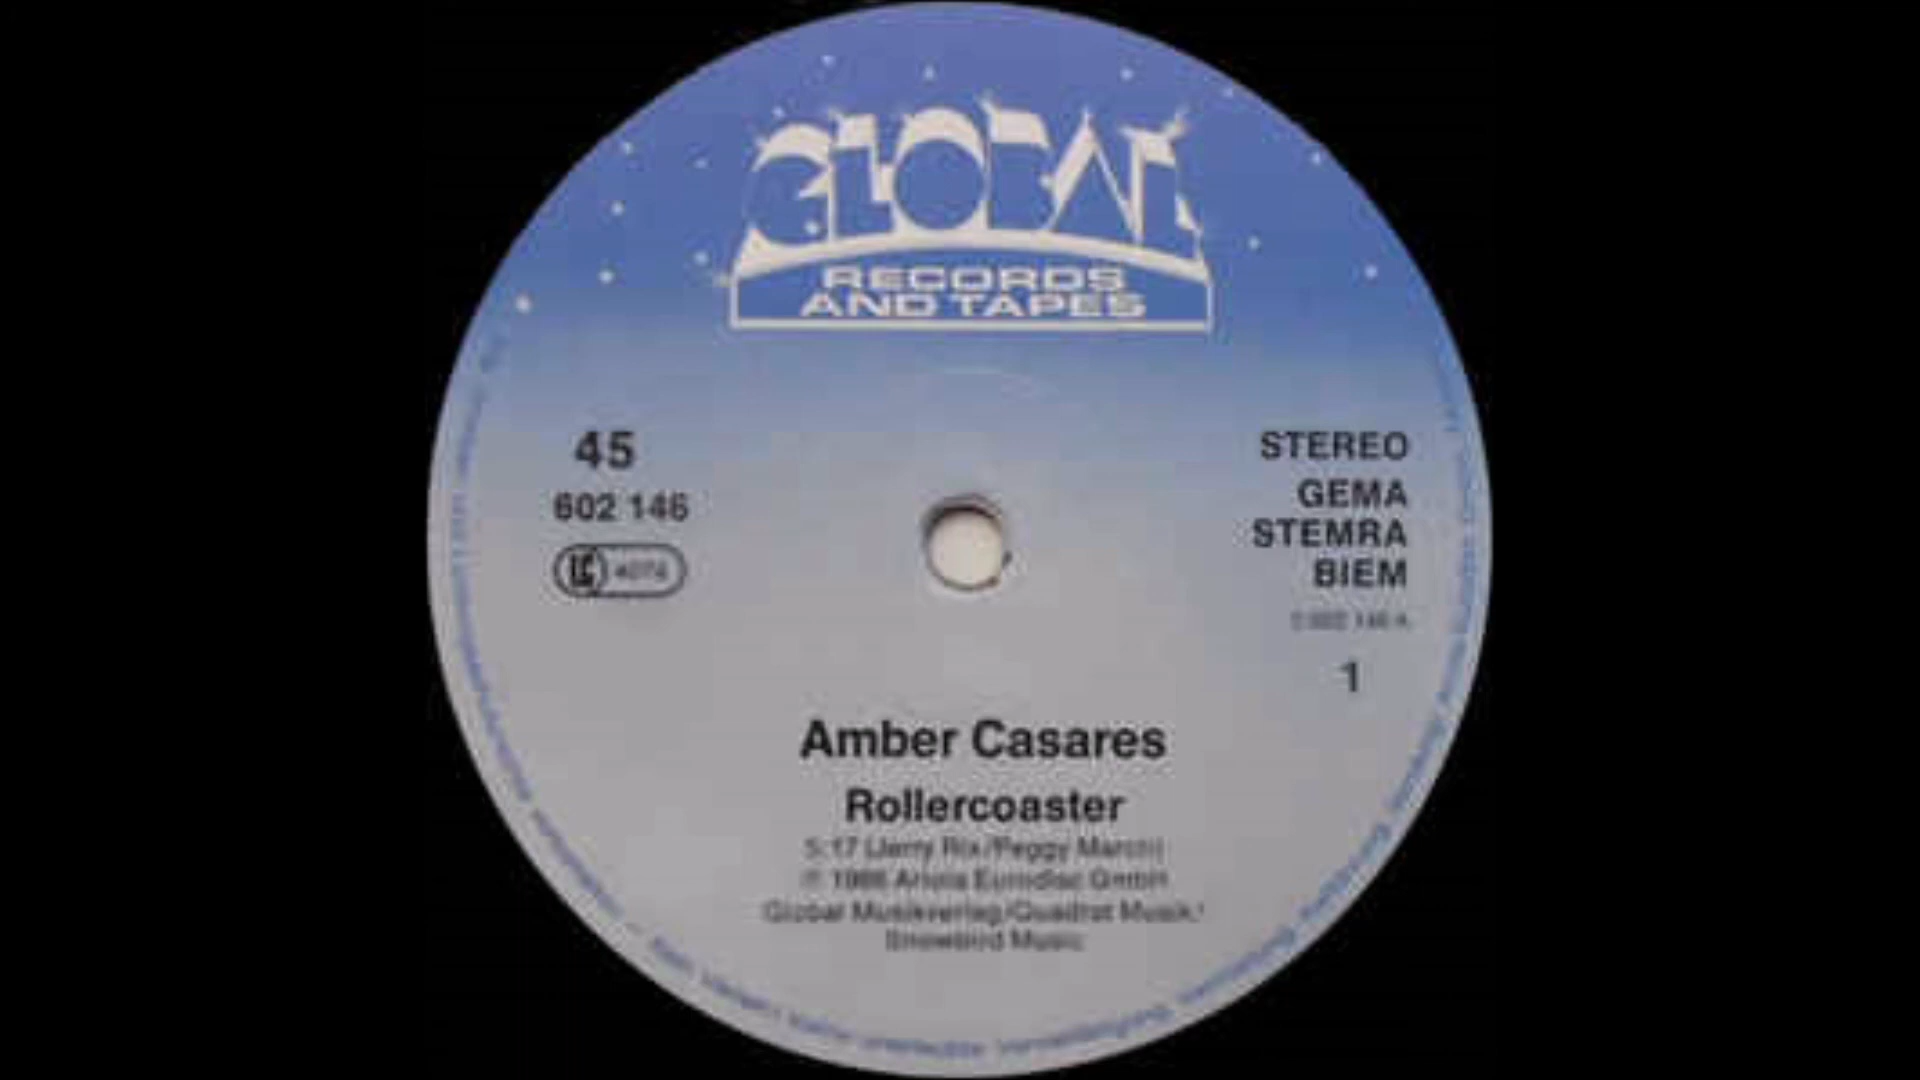 GLOBAL
RECORDS
AND TAPES
45
602 146
LC
STEREO
GEMA
STEMRA
BIEM
1
Amber Casares
Rollercoaster
5:17 (Jerry Rix/Peggy March)
℗ 1986 Ariola Eurodisc GmbH
Global Musikverlag/Quadrat Musik/
Snowbird Music